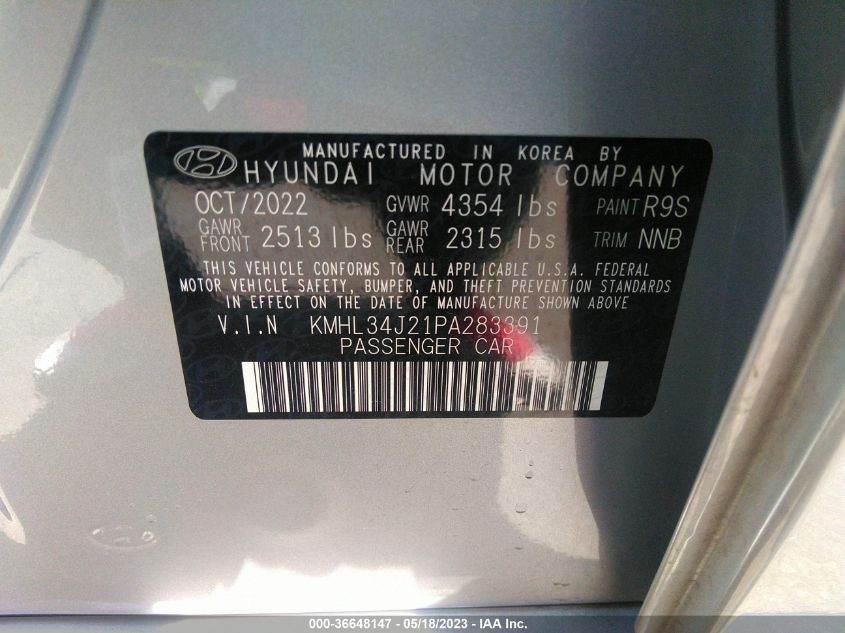 MANUFACTURED IN KOREA BY
HYUNDAI MOTOR COMPANY
OCT/2022 GVWR 4354 lbs PAINT R9S
GAWR FRONT 2513 lbs GAWR REAR 2315 lbs TRIM NNB
THIS VEHICLE CONFORMS TO ALL APPLICABLE U.S.A. FEDERAL
MOTOR VEHICLE SAFETY, BUMPER, AND THEFT PREVENTION STANDARDS
IN EFFECT ON THE DATE OF MANUFACTURE SHOWN ABOVE
V.I.N KMHL34J21PA283391
PASSENGER CAR
000-36648147 — 05/18/2023 — IAA Inc.